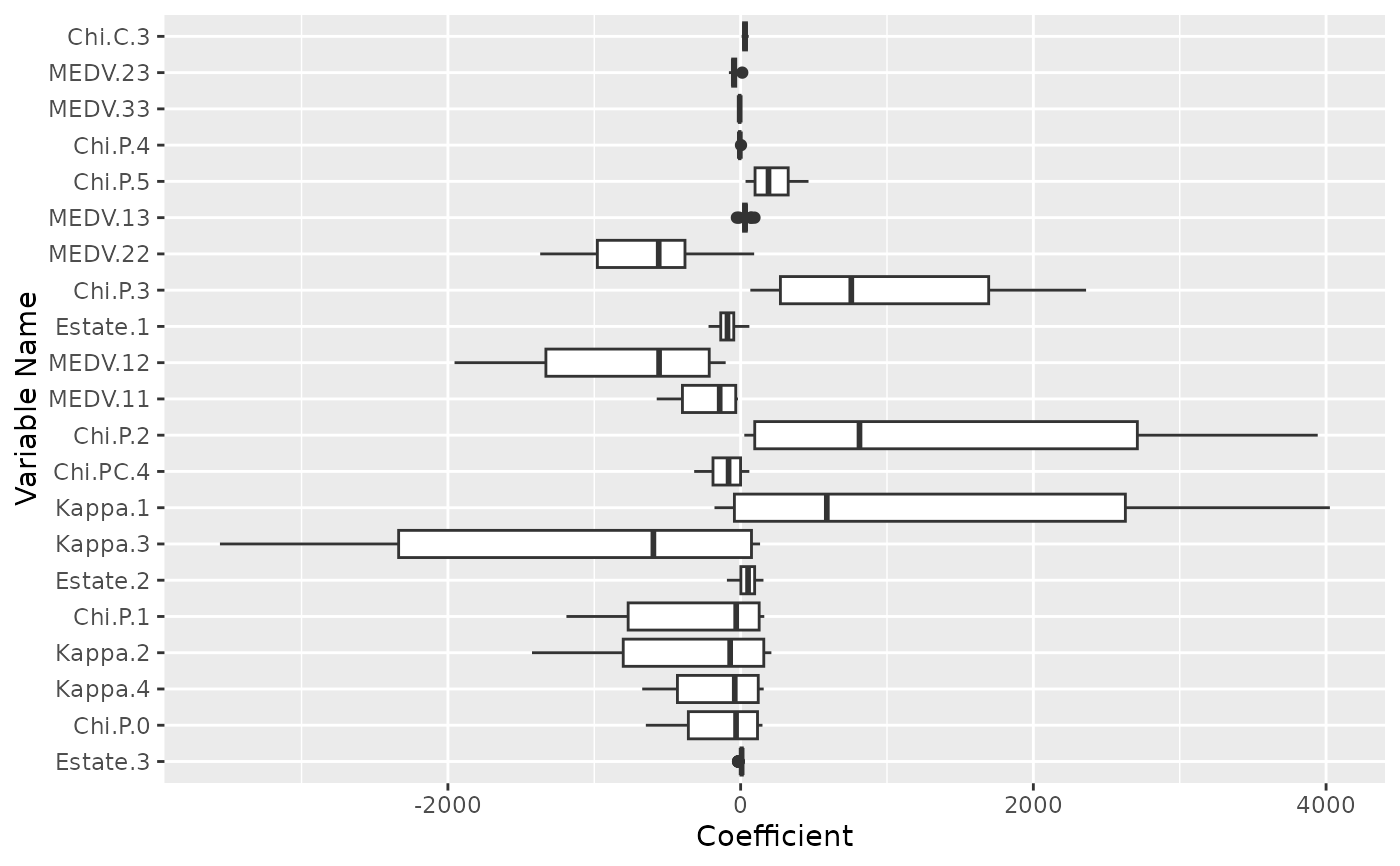 Chi.C.3
MEDV.23
MEDV.33
Chi.P.4
Chi.P.5
MEDV.13
MEDV.22
Chi.P.3
Estate.1
MEDV.12
MEDV.11
Chi.P.2
Chi.PC.4
Kappa.1
Kappa.3
Estate.2
Chi.P.1
Kappa.2
Kappa.4
Chi.P.0
Estate.3
Variable Name
-2000 0 2000 4000
Coefficient